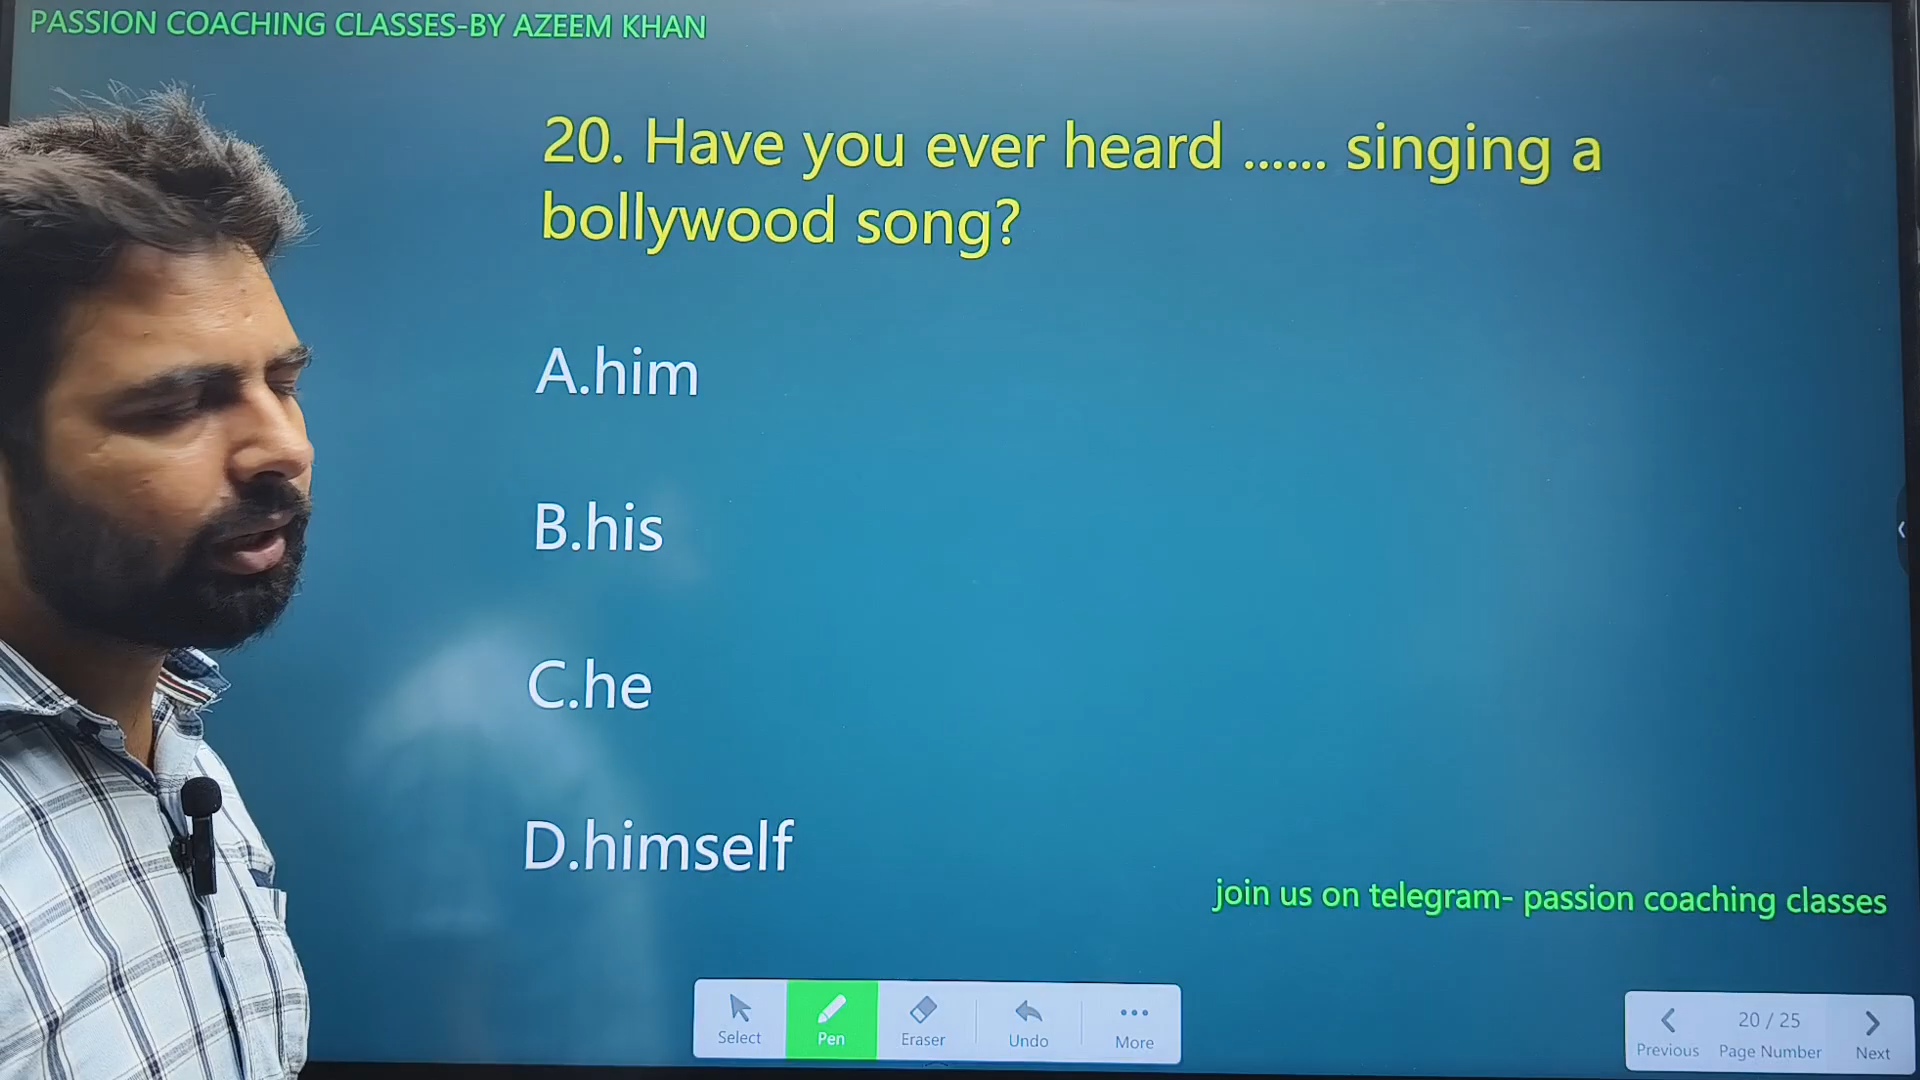 PASSION COACHING CLASSES-BY AZEEM KHAN
20. Have you ever heard ...... singing a
bollywood song?
A.him
B.his
C.he
D.himself
join us on telegram- passion coaching classes
Select
Pen
Eraser
Undo
More
20 / 25
Previous
Page Number
Next